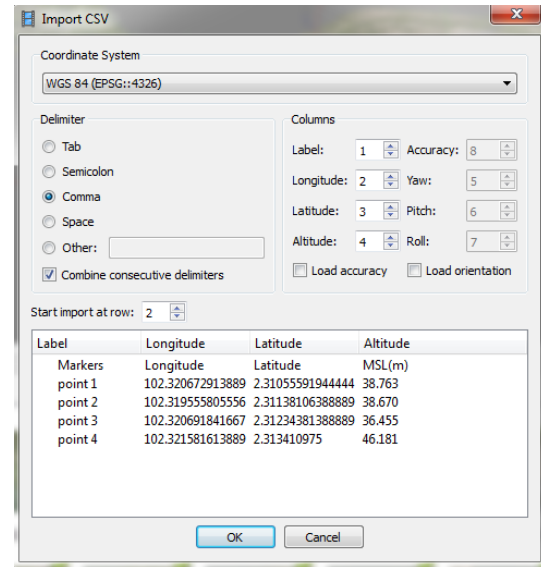 Import CSV
Coordinate System
WGS 84 (EPSG::4326)
Delimiter
Tab
Semicolon
Comma
Space
Other:
Combine consecutive delimiters
Columns
Label: 1 Accuracy: 8
Longitude: 2 Yaw: 5
Latitude: 3 Pitch: 6
Altitude: 4 Roll: 7
Load accuracy Load orientation
Start import at row: 2
Label Longitude Latitude Altitude
Markers Longitude Latitude MSL(m)
point 1 102.320672913889 2.31055591944444 38.763
point 2 102.319555805556 2.31138106388889 38.670
point 3 102.320691841667 2.31234381388889 36.455
point 4 102.321581613889 2.313410975 46.181
OK Cancel